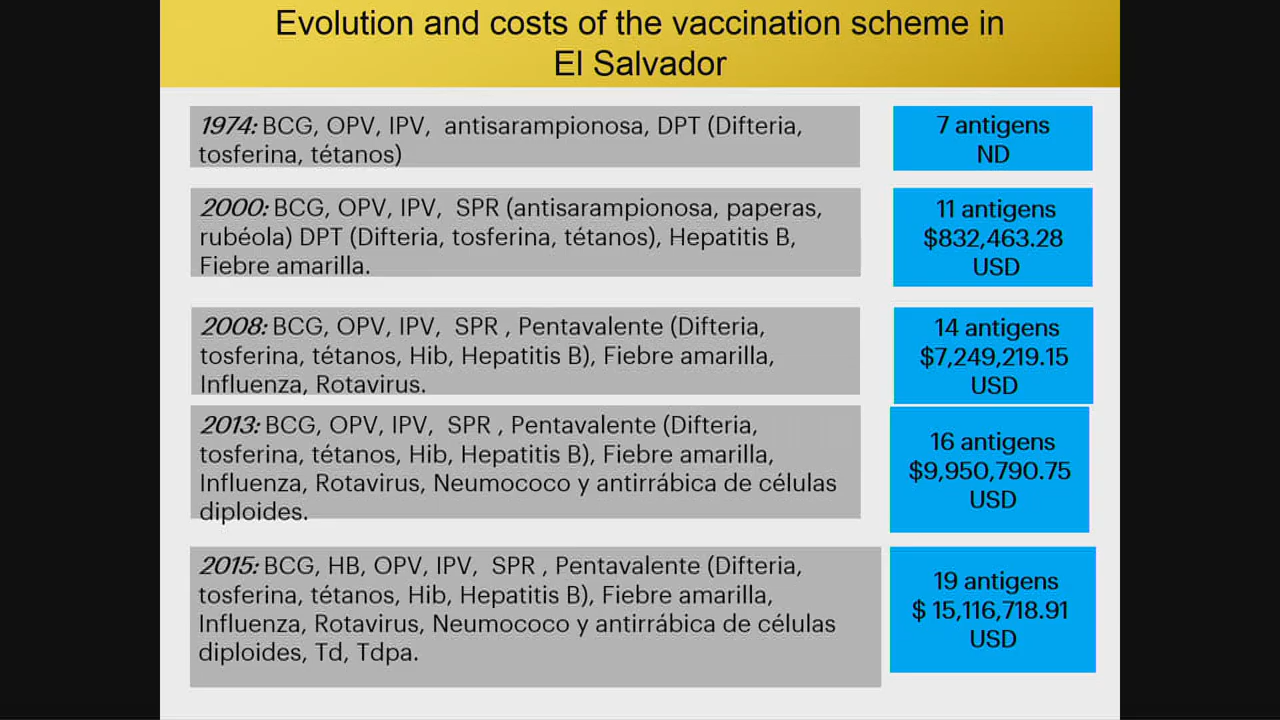 Evolution and costs of the vaccination scheme in
El Salvador
1974: BCG, OPV, IPV, antisarampionosa, DPT (Difteria,
tosferina, tétanos)
7 antigens
ND
2000: BCG, OPV, IPV, SPR (antisarampionosa, paperas,
rubéola) DPT (Difteria, tosferina, tétanos), Hepatitis B,
Fiebre amarilla.
11 antigens
$832,463.28
USD
2008: BCG, OPV, IPV, SPR , Pentavalente (Difteria,
tosferina, tétanos, Hib, Hepatitis B), Fiebre amarilla,
Influenza, Rotavirus.
14 antigens
$7,249,219.15
USD
2013: BCG, OPV, IPV, SPR , Pentavalente (Difteria,
tosferina, tétanos, Hib, Hepatitis B), Fiebre amarilla,
Influenza, Rotavirus, Neumococo y antirrábica de células
diploides.
16 antigens
$9,950,790.75
USD
2015: BCG, HB, OPV, IPV, SPR , Pentavalente (Difteria,
tosferina, tétanos, Hib, Hepatitis B), Fiebre amarilla,
Influenza, Rotavirus, Neumococo y antirrábica de células
diploides, Td, Tdpa.
19 antigens
$ 15,116,718.91
USD